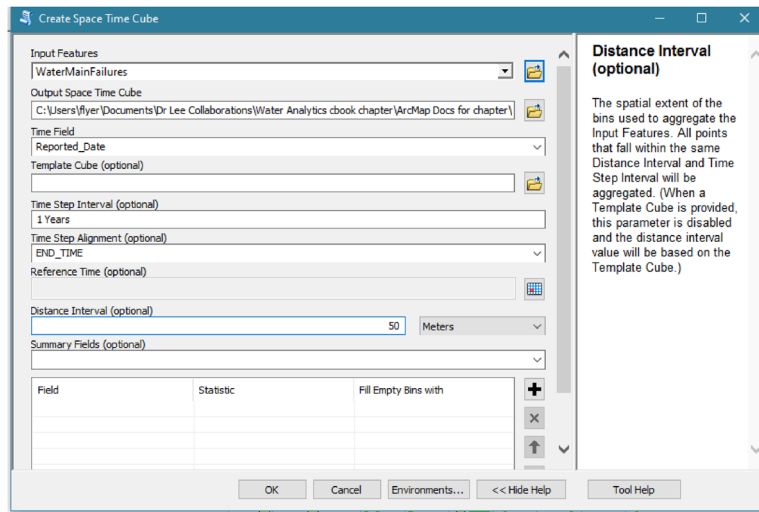 Create Space Time Cube
Input Features
WaterMainFailures
Output Space Time Cube
C:\Users\flyer\Documents\Dr Lee Collaborations\Water Analytics cbook chapter\ArcMap Docs for chapter\
Time Field
Reported_Date
Template Cube (optional)
Time Step Interval (optional)
1 Years
Time Step Alignment (optional)
END_TIME
Reference Time (optional)
Distance Interval (optional)
50 Meters
Summary Fields (optional)
Field Statistic Fill Empty Bins with
OK Cancel Environments... << Hide Help Tool Help
Distance Interval
(optional)
The spatial extent of the
bins used to aggregate the
Input Features. All points
that fall within the same
Distance Interval and Time
Step Interval will be
aggregated. (When a
Template Cube is provided,
this parameter is disabled
and the distance interval
value will be based on the
Template Cube.)